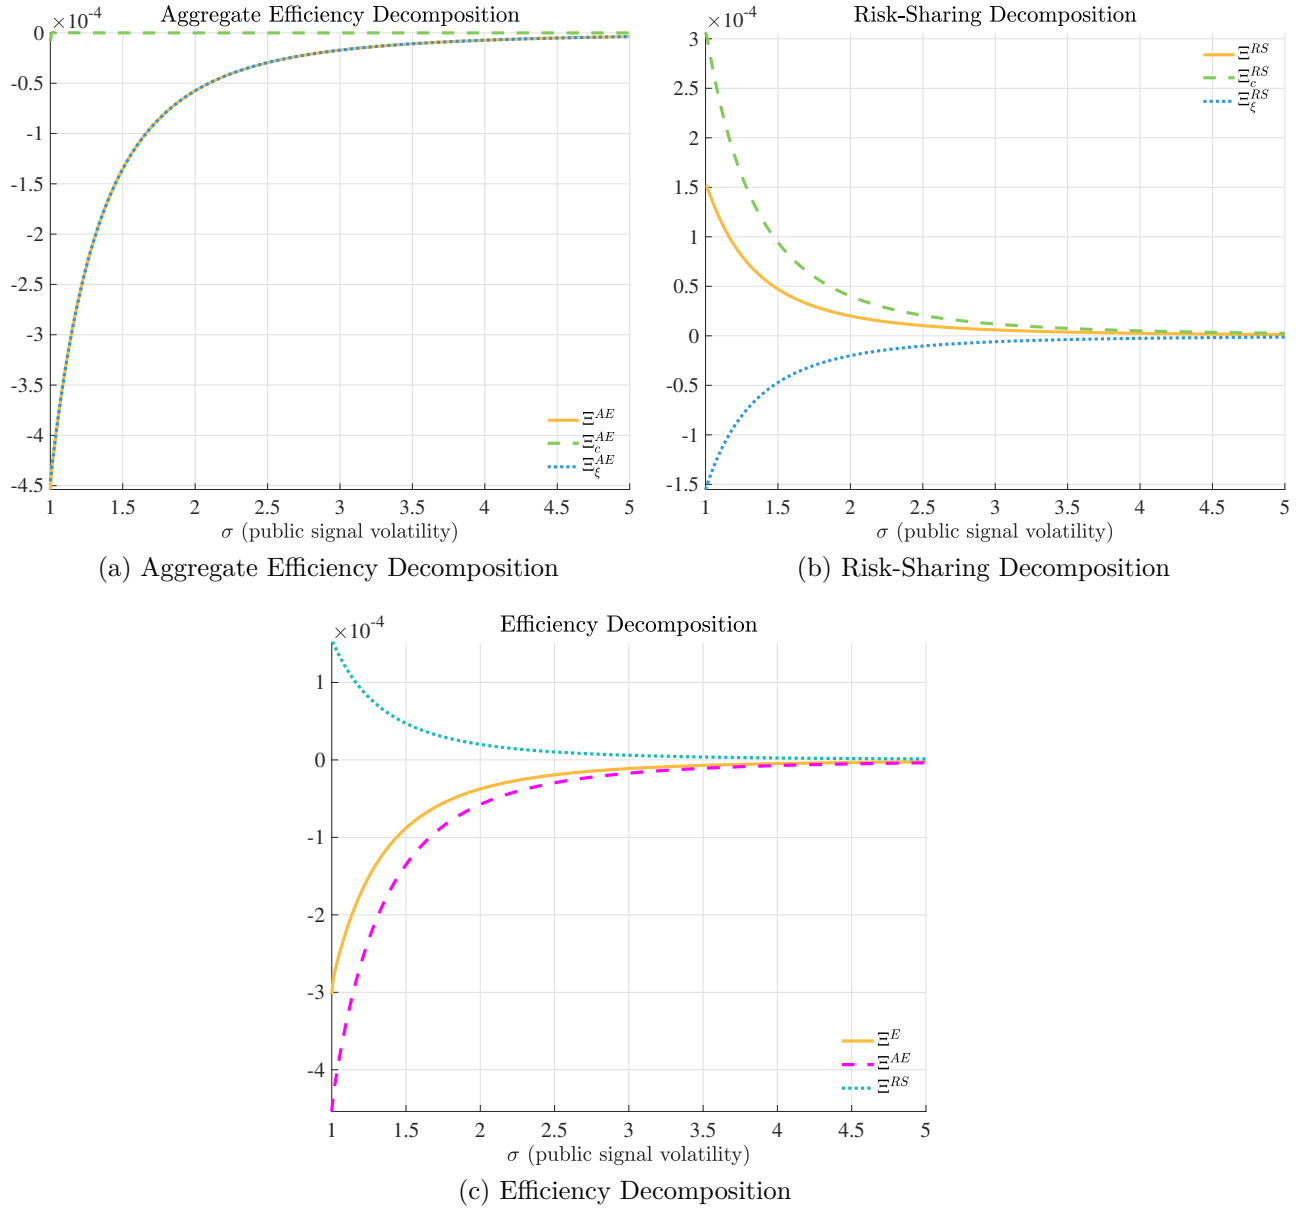 Aggregate Efficiency Decomposition
×10⁻⁴
0
-0.5
-1
-1.5
-2
-2.5
-3
-3.5
-4
-4.5
1 1.5 2 2.5 3 3.5 4 4.5 5
σ (public signal volatility)
Ξ^{AE}
Ξ_c^{AE}
Ξ_ξ^{AE}
(a) Aggregate Efficiency Decomposition
Risk-Sharing Decomposition
×10⁻⁴
3
2.5
2
1.5
1
0.5
0
-0.5
-1
-1.5
1 1.5 2 2.5 3 3.5 4 4.5 5
σ (public signal volatility)
Ξ^{RS}
Ξ_c^{RS}
Ξ_ξ^{RS}
(b) Risk-Sharing Decomposition
Efficiency Decomposition
×10⁻⁴
1
0
-1
-2
-3
-4
1 1.5 2 2.5 3 3.5 4 4.5 5
σ (public signal volatility)
Ξ^{E}
Ξ^{AE}
Ξ^{RS}
(c) Efficiency Decomposition